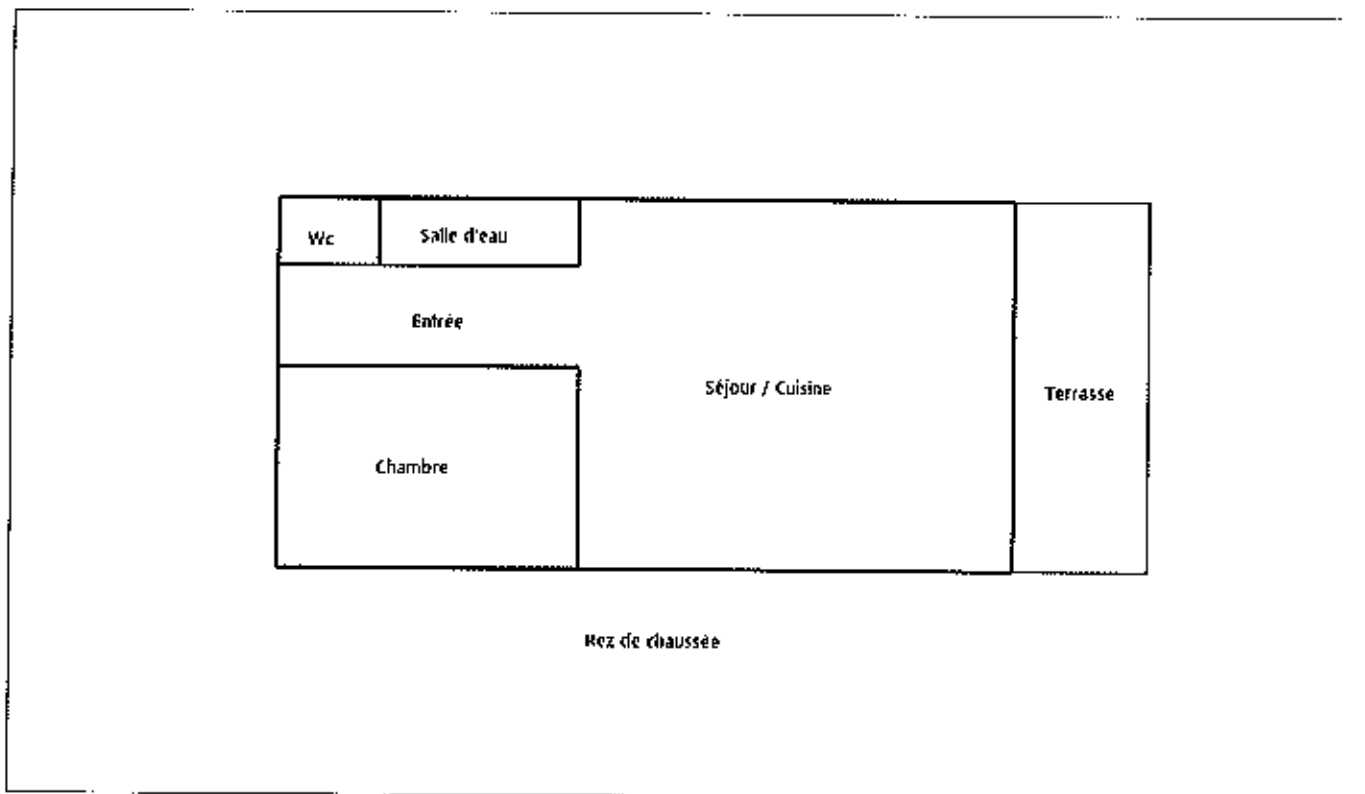 Wc
Salle d'eau
Entrée
Séjour / Cuisine
Terrasse
Chambre
Rez de chaussée